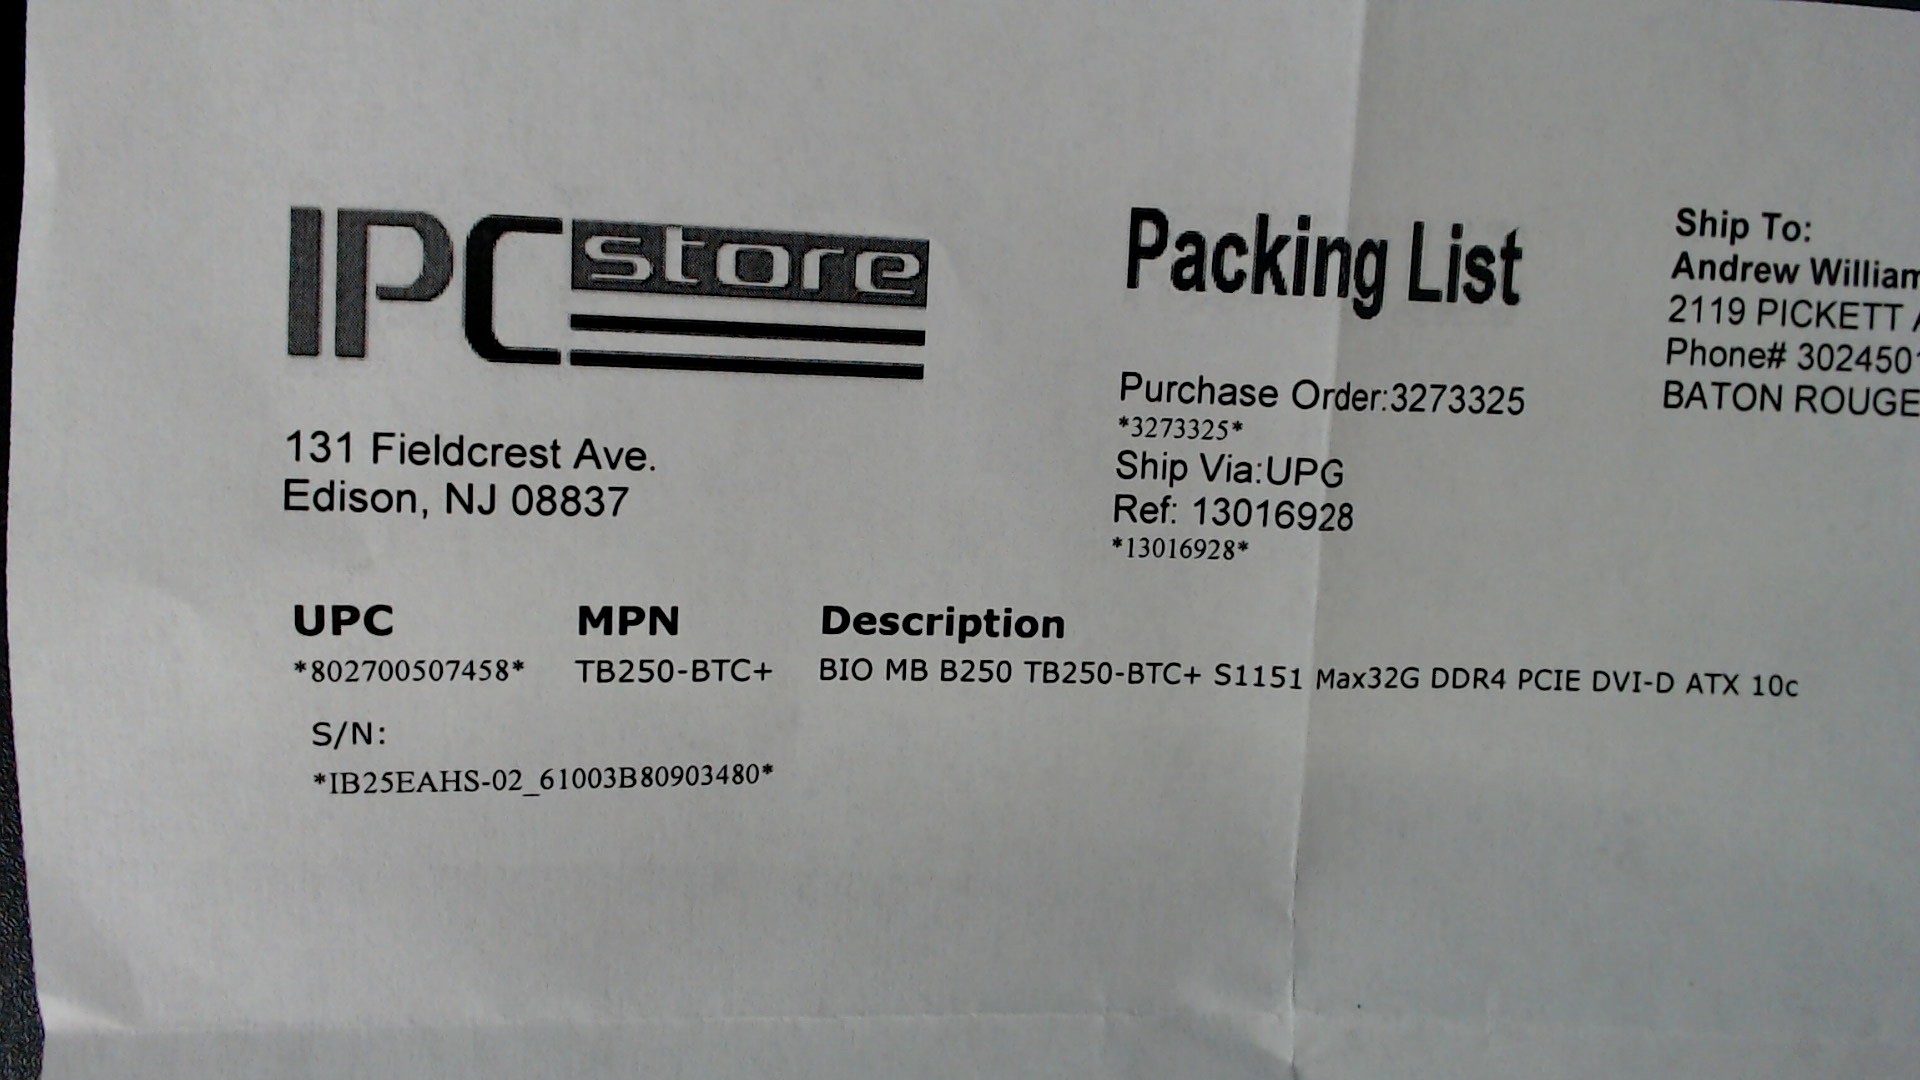 IPC store
131 Fieldcrest Ave.
Edison, NJ 08837
Packing List
Purchase Order:3273325
*3273325*
Ship Via:UPG
Ref: 13016928
*13016928*
Ship To:
Andrew William
2119 PICKETT
Phone# 302450
BATON ROUGE
UPC MPN Description
*802700507458* TB250-BTC+ BIO MB B250 TB250-BTC+ S1151 Max32G DDR4 PCIE DVI-D ATX 10c
S/N:
*IB25EAHS-02_61003B80903480*